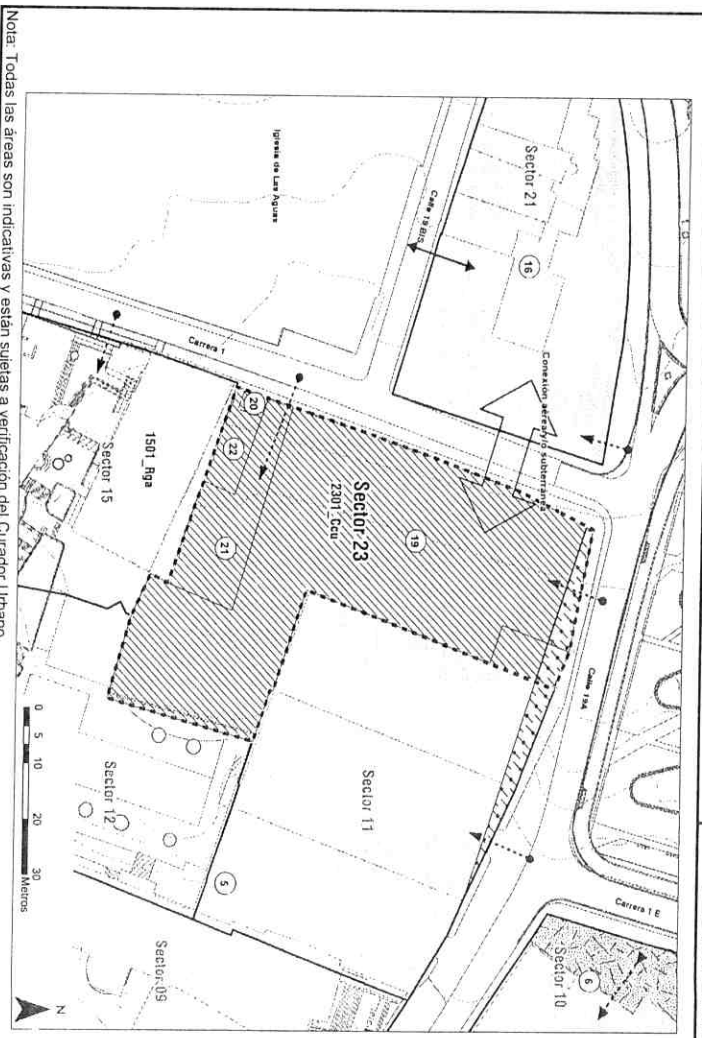 Sector 21
16
Calle 19 BIS
Iglesia de Las Aguas
Carrera 1
Conexión aérea y/o subterránea
Calle 19A
Carrera 1 E
Sector 10
6
19
Sector 23
2301_Ccu
20
22
21
1501_Rga
Sector 15
Sector 11
5
Sector 12
Sector 09
0 5 10 20 30
Metros
N
Nota: Todas las áreas son indicativas y están sujetas a verificación del Curador Urbano